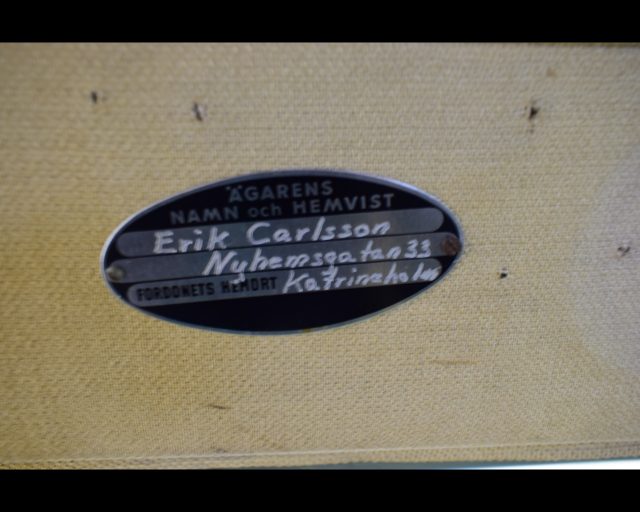 ÄGARENS
NAMN och HEMVIST
Erik Carlsson
Nyhemsgatan 33
FORDONETS HEMORT Katrineholm